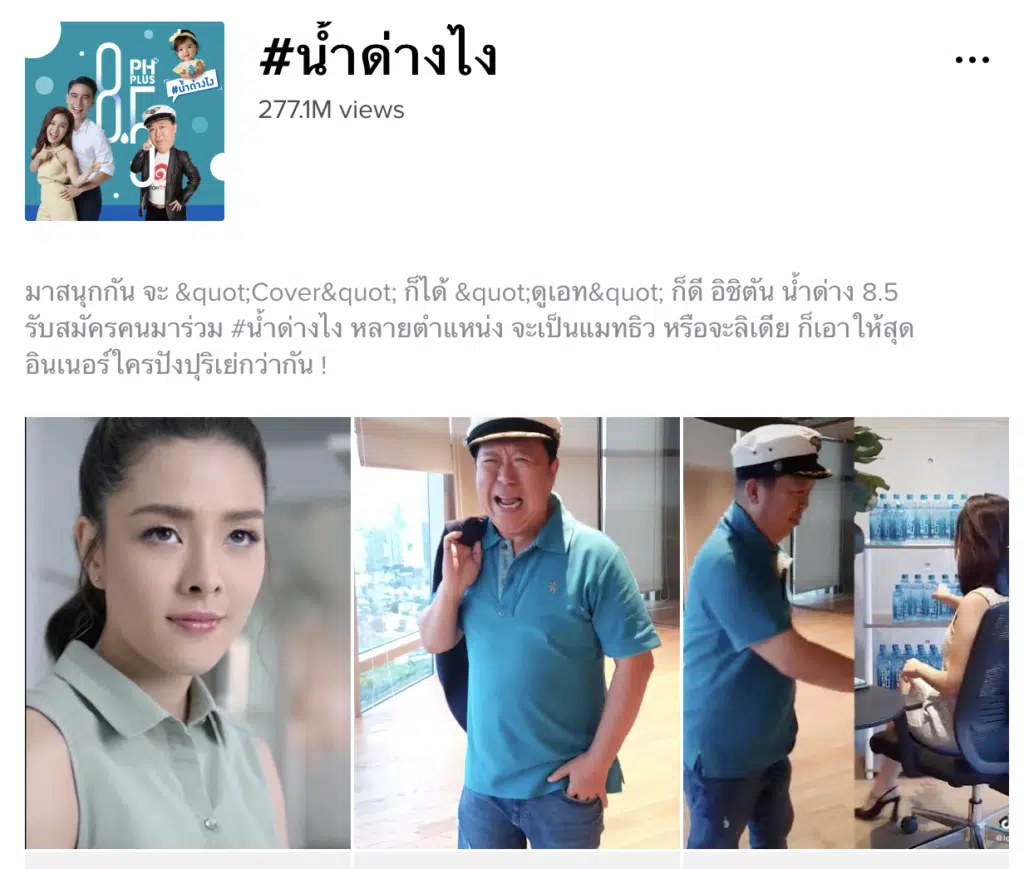 8.5
PH
PLUS
#น้ำด่างไง
#น้ำด่างไง
277.1M views
มาสนุกกัน จะ &quot;Cover&quot; ก็ได้ &quot;ดูเอท&quot; ก็ดี อิชิตัน น้ำด่าง 8.5
รับสมัครคนมาร่วม #น้ำด่างไง หลายตำแหน่ง จะเป็นแมทธิว หรือจะลิเดีย ก็เอาให้สุด
อินเนอร์ใครปังปุริเย่กว่ากัน !